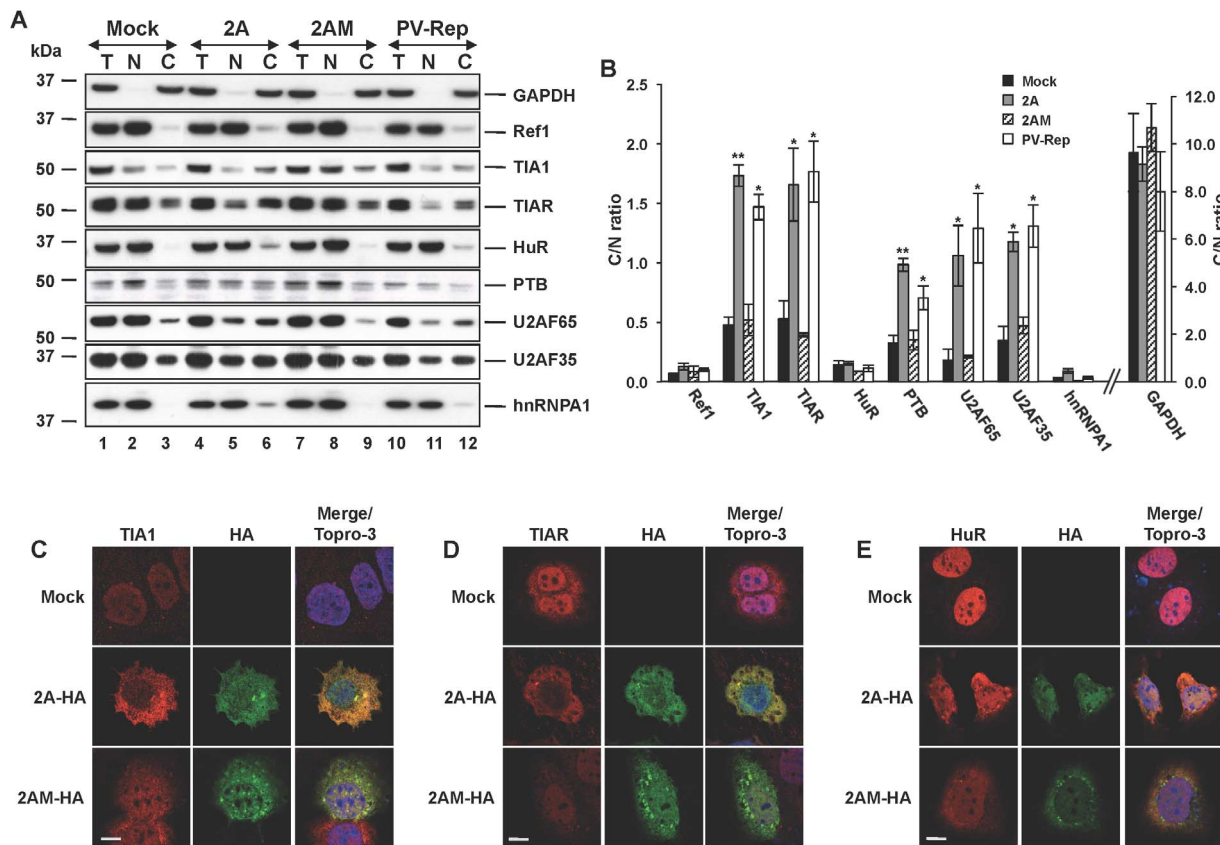 A
Mock 2A 2AM PV-Rep
kDa
T N C T N C T N C T N C
37 GAPDH
37 Ref1
50 TIA1
50 TIAR
37 HuR
50 PTB
50 U2AF65
37 U2AF35
37 hnRNPA1
1 2 3 4 5 6 7 8 9 10 11 12
B
Mock
2A
2AM
PV-Rep
C/N ratio
2.5
2.0
1.5
1.0
0.5
0.0
** * * * ** * * * * *
12.0
10.0
8.0
6.0
4.0
2.0
0.0
C/N ratio
Ref1 TIA1 TIAR HuR PTB U2AF65 U2AF35 hnRNPA1 // GAPDH
C
TIA1 HA Merge/
Topro-3
Mock
2A-HA
2AM-HA
D
TIAR HA Merge/
Topro-3
Mock
2A-HA
2AM-HA
E
HuR HA Merge/
Topro-3
Mock
2A-HA
2AM-HA